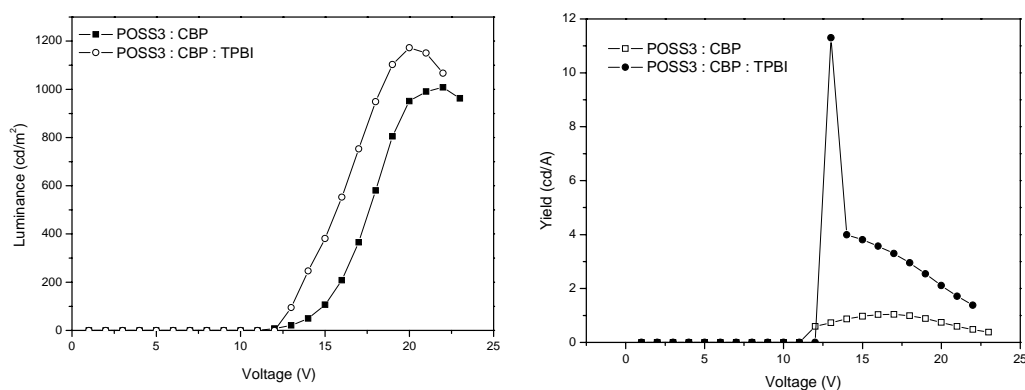 POSS3 : CBP
POSS3 : CBP : TPBI
1200
1000
800
600
400
200
0
Luminance (cd/m²)
0 5 10 15 20 25
Voltage (V)
POSS3 : CBP
POSS3 : CBP : TPBI
12
10
8
6
4
2
0
Yield (cd/A)
0 5 10 15 20 25
Voltage (V)